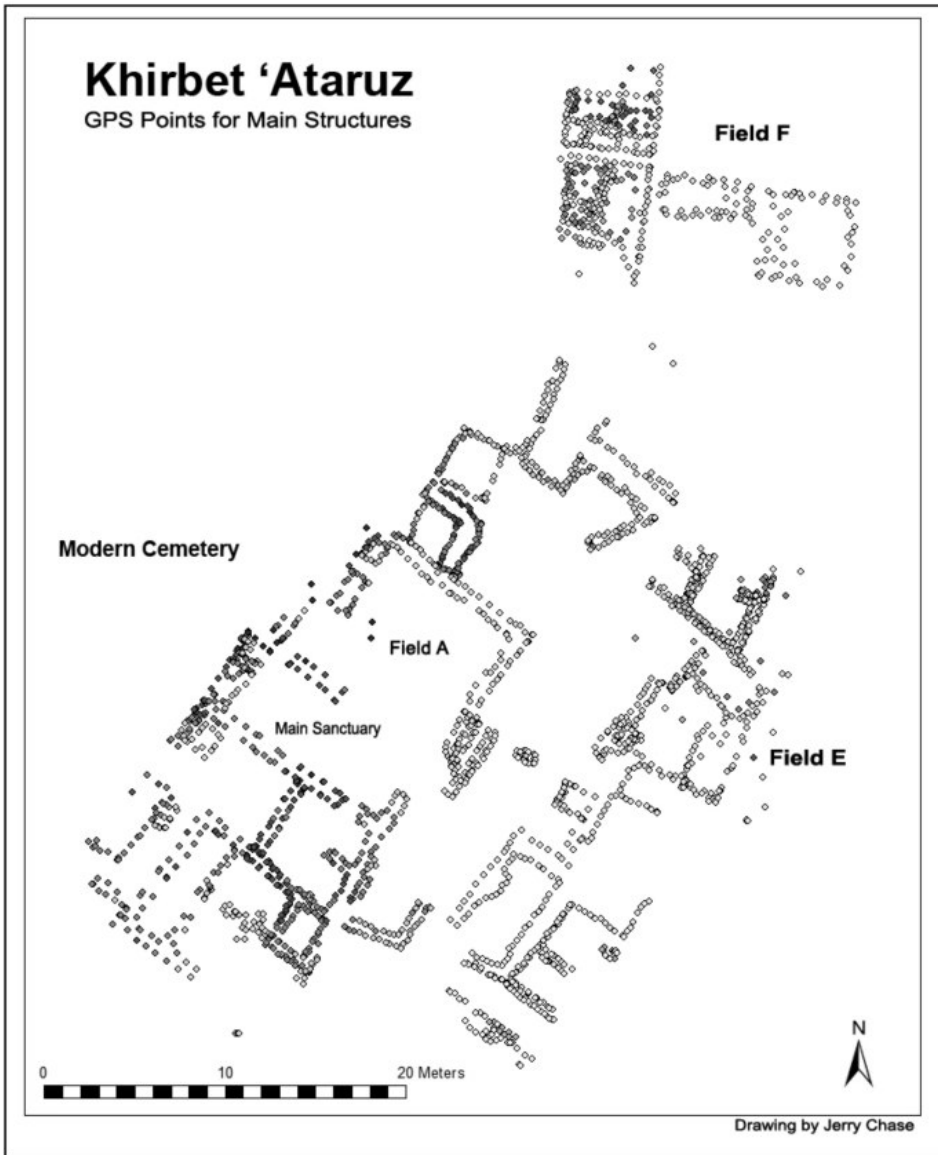 Khirbet ‘Ataruz
GPS Points for Main Structures
Field F
Modern Cemetery
Field A
Main Sanctuary
Field E
N
0 10 20 Meters
Drawing by Jerry Chase